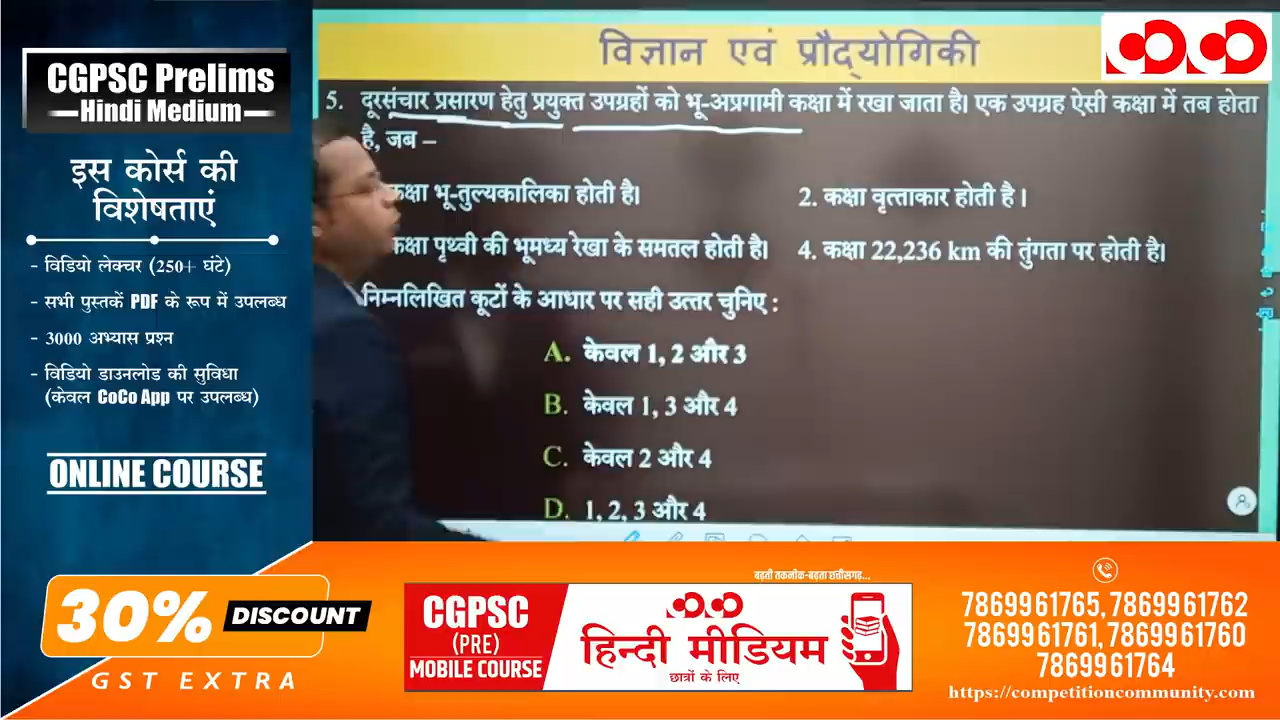 CGPSC Prelims
Hindi Medium
इस कोर्स की
विशेषताएं
- विडियो लेक्चर (250+ घंटे)
- सभी पुस्तकें PDF के रूप में उपलब्ध
- 3000 अभ्यास प्रश्न
- विडियो डाउनलोड की सुविधा
(केवल CoCo App पर उपलब्ध)
ONLINE COURSE
विज्ञान एवं प्रौद्योगिकी
5. दूरसंचार प्रसारण हेतु प्रयुक्त उपग्रहों को भू-अप्रगामी कक्षा में रखा जाता है। एक उपग्रह ऐसी कक्षा में तब होता
है, जब –
कक्षा भू-तुल्यकालिका होती है।
2. कक्षा वृत्ताकार होती है ।
कक्षा पृथ्वी की भूमध्य रेखा के समतल होती है।
4. कक्षा 22,236 km की तुंगता पर होती है।
निम्नलिखित कूटों के आधार पर सही उत्तर चुनिए :
A. केवल 1, 2 और 3
B. केवल 1, 3 और 4
C. केवल 2 और 4
D. 1, 2, 3 और 4
30% DISCOUNT
GST EXTRA
बढ़ती तकनीक-बढ़ता छत्तीसगढ़...
CGPSC
(PRE)
MOBILE COURSE
हिन्दी मीडियम
छात्रों के लिए
7869961765, 7869961762
7869961761, 7869961760
7869961764
https://competitioncommunity.com